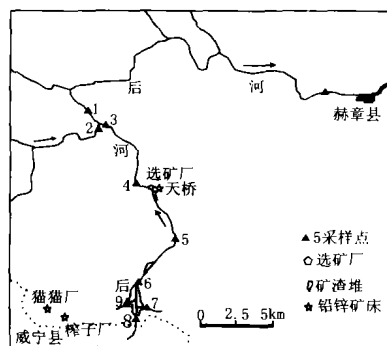 后
河
赫章县
1
2
3
河
选矿厂
4
天桥
5
5采样点
选矿厂
矿渣堆
铅锌矿床
后
6
9
7
8
猫猫厂
榨子厂
威宁县
0 2.5 5km